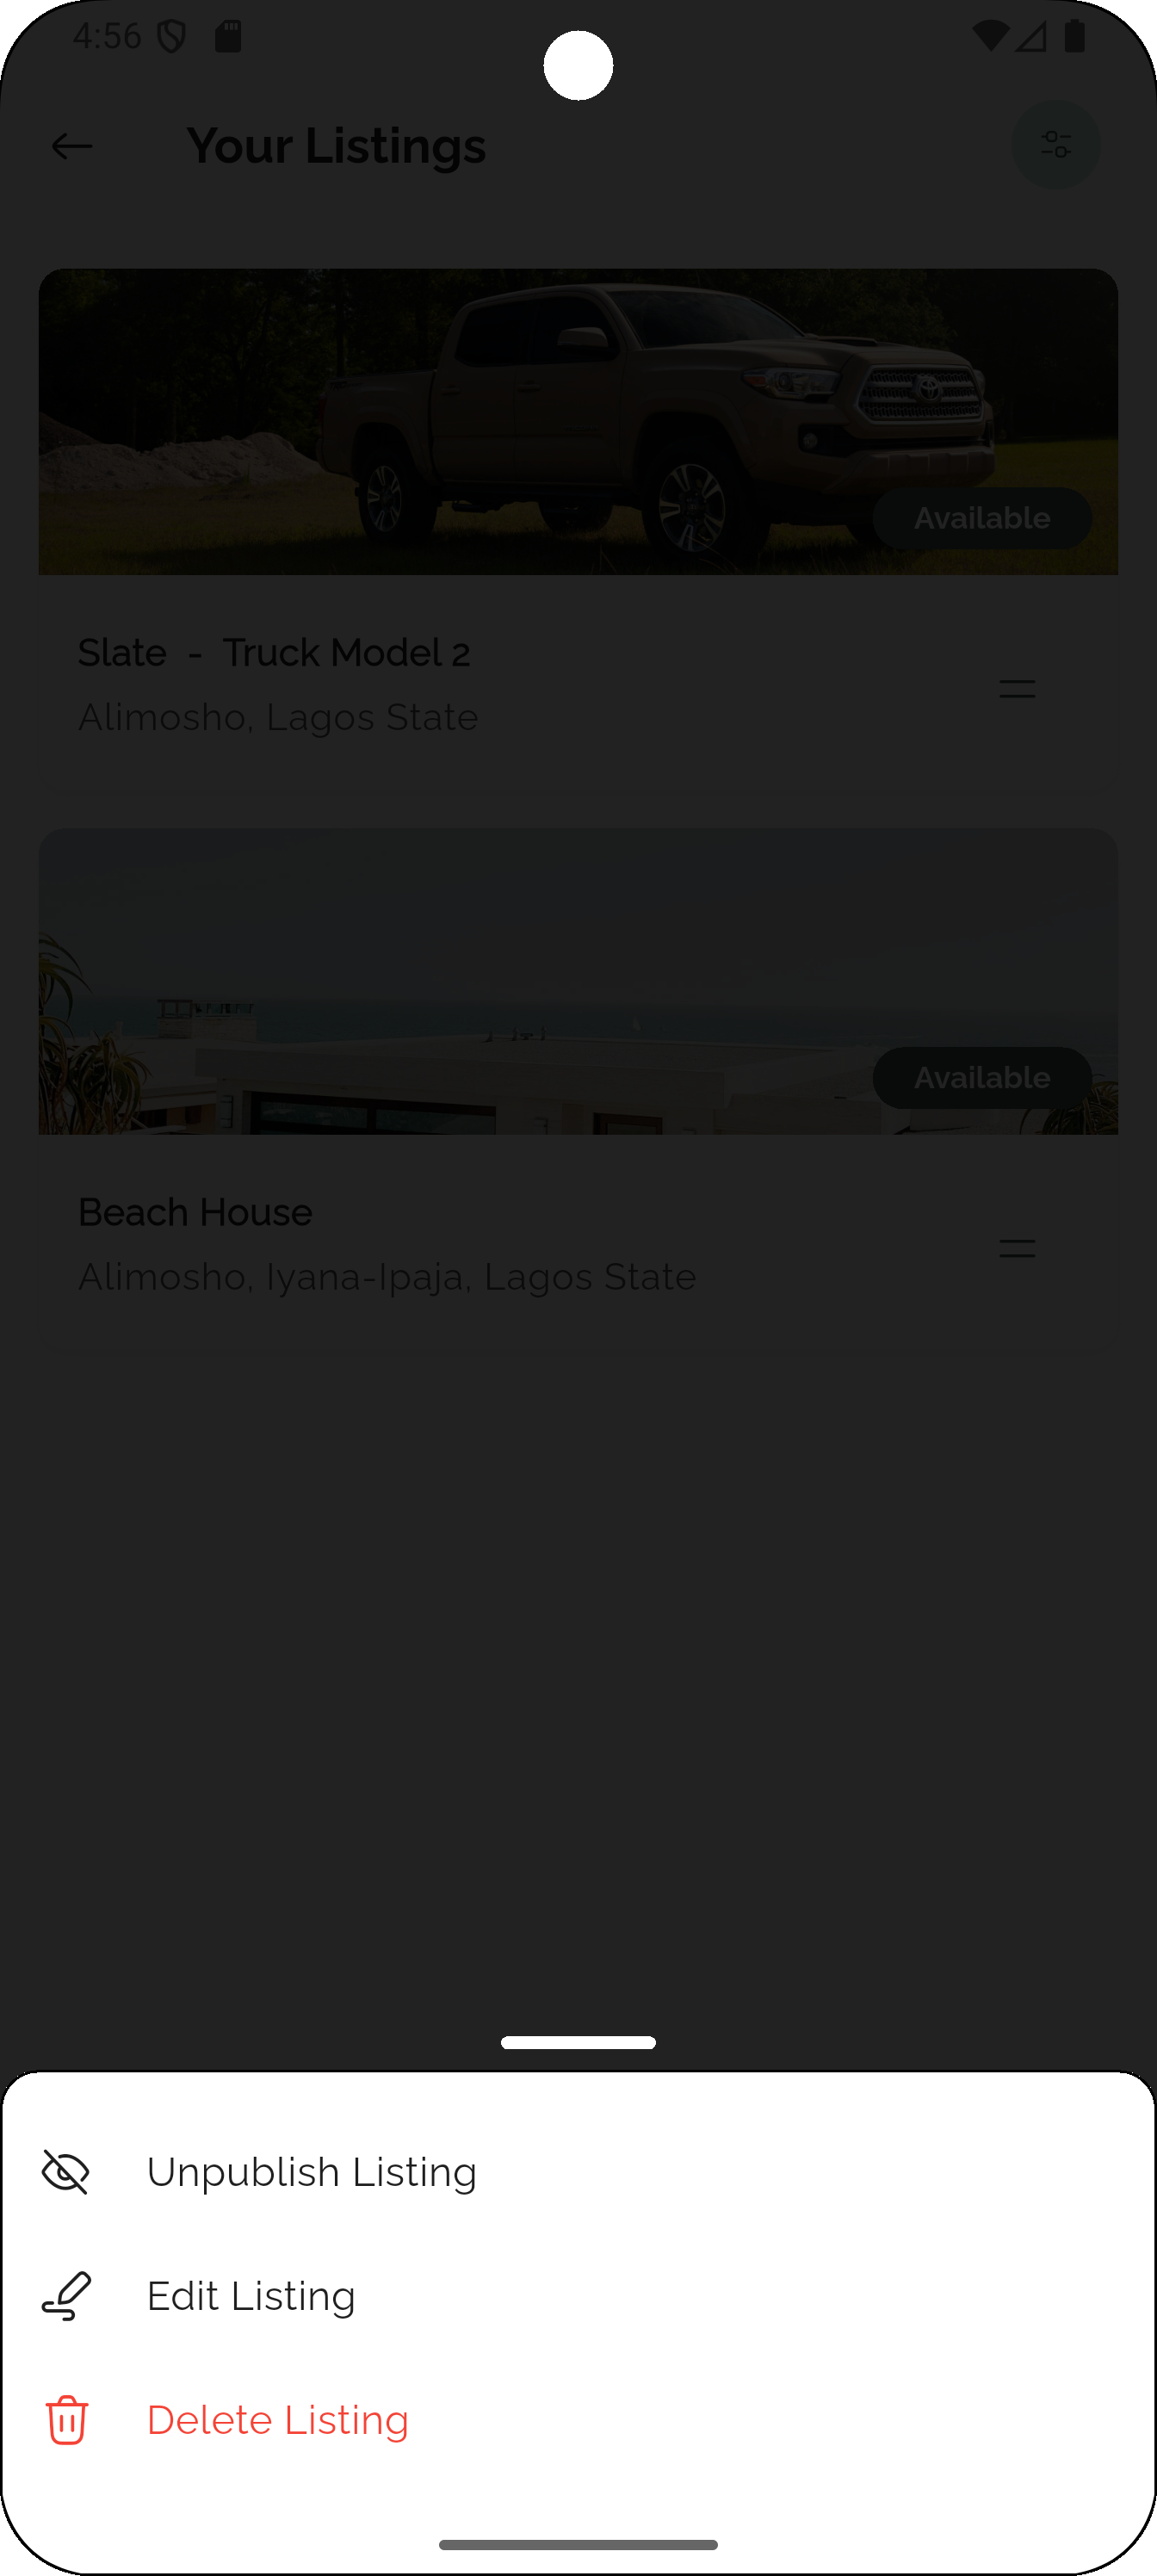 4:56
Your Listings
Available
Slate - Truck Model 2
Alimosho, Lagos State
Available
Beach House
Alimosho, Iyana-Ipaja, Lagos State
Unpublish Listing
Edit Listing
Delete Listing